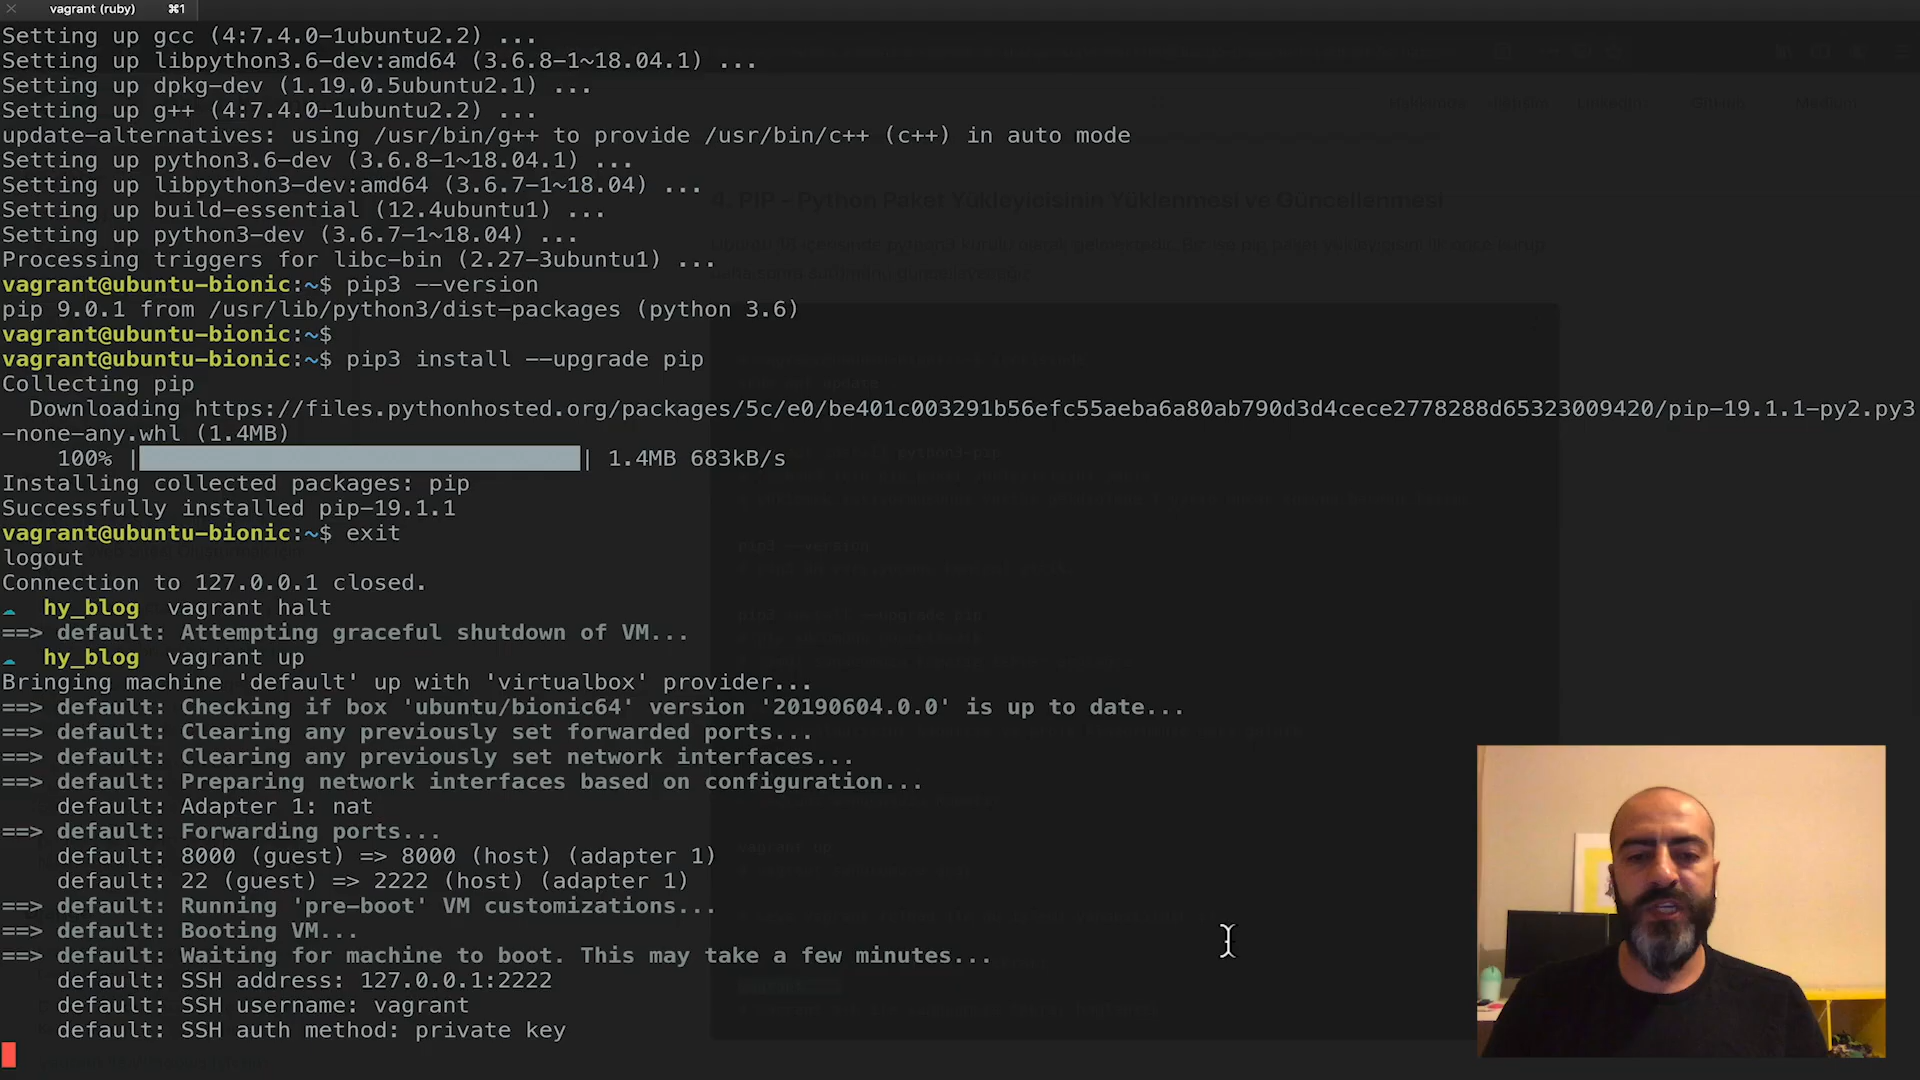 vagrant (ruby) ⌘1
Setting up gcc (4:7.4.0-1ubuntu2.2) ...
Setting up libpython3.6-dev:amd64 (3.6.8-1~18.04.1) ...
Setting up dpkg-dev (1.19.0.5ubuntu2.1) ...
Setting up g++ (4:7.4.0-1ubuntu2.2) ...
update-alternatives: using /usr/bin/g++ to provide /usr/bin/c++ (c++) in auto mode
Setting up python3.6-dev (3.6.8-1~18.04.1) ...
Setting up libpython3-dev:amd64 (3.6.7-1~18.04) ...
4. PIP - Python Paket Yükleyicisinin Yüklenmesi ve Güncellenmesi
Setting up build-essential (12.4ubuntu1) ...
Setting up python3-dev (3.6.7-1~18.04) ...
Processing triggers for libc-bin (2.27-3ubuntu1) ...
vagrant@ubuntu-bionic:~$ pip3 --version
pip 9.0.1 from /usr/lib/python3/dist-packages (python 3.6)
vagrant@ubuntu-bionic:~$
vagrant@ubuntu-bionic:~$ pip3 install --upgrade pip
Collecting pip
  Downloading https://files.pythonhosted.org/packages/5c/e0/be401c003291b56efc55aeba6a80ab790d3d4cece2778288d65323009420/pip-19.1.1-py2.py3
-none-any.whl (1.4MB)
    100% | | 1.4MB 683kB/s
Installing collected packages: pip
Successfully installed pip-19.1.1
vagrant@ubuntu-bionic:~$ exit
logout
Connection to 127.0.0.1 closed.
hy_blog vagrant halt
==> default: Attempting graceful shutdown of VM...
hy_blog vagrant up
Bringing machine 'default' up with 'virtualbox' provider...
==> default: Checking if box 'ubuntu/bionic64' version '20190604.0.0' is up to date...
==> default: Clearing any previously set forwarded ports...
==> default: Clearing any previously set network interfaces...
==> default: Preparing network interfaces based on configuration...
    default: Adapter 1: nat
==> default: Forwarding ports...
    default: 8000 (guest) => 8000 (host) (adapter 1)
    default: 22 (guest) => 2222 (host) (adapter 1)
==> default: Running 'pre-boot' VM customizations...
==> default: Booting VM...
==> default: Waiting for machine to boot. This may take a few minutes...
    default: SSH address: 127.0.0.1:2222
    default: SSH username: vagrant
    default: SSH auth method: private key